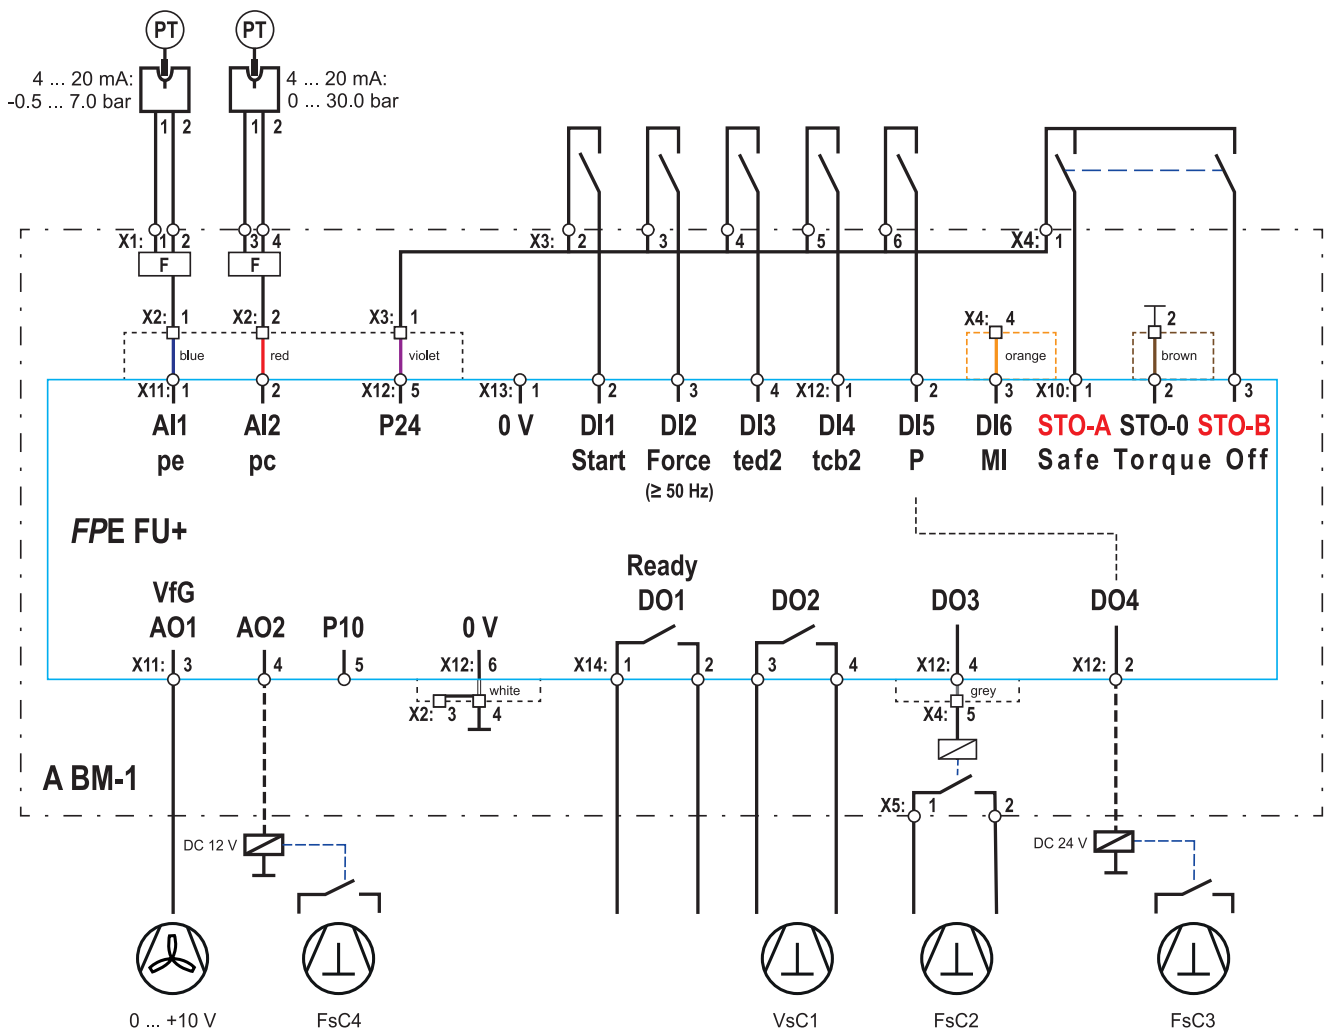 PT PT
4 ... 20 mA: 4 ... 20 mA:
-0.5 ... 7.0 bar 0 ... 30.0 bar
1 2 1 2
X1: 1 2 3 4 X3: 2 3 4 5 6 X4: 1
F F
X2: 1 X2: 2 X3: 1 X4: 4 2
blue red violet orange brown
X11: 1 2 X12: 5 X13: 1 2 3 4 X12: 1 2 3 X10: 1 2 3
AI1 AI2 P24 0 V DI1 DI2 DI3 DI4 DI5 DI6 STO-A STO-0 STO-B
pe pc Start Force ted2 tcb2 P MI Safe Torque Off
(≥ 50 Hz)
FPE FU+
Ready
VfG DO1 DO2 DO3 DO4
AO1 AO2 P10 0 V
X11: 3 4 5 X12: 6 X14: 1 2 3 4 X12: 4 X12: 2
white grey
X2: 3 4 X4: 5
A BM-1
X5: 1 2
DC 12 V DC 24 V
0 ... +10 V FsC4 VsC1 FsC2 FsC3